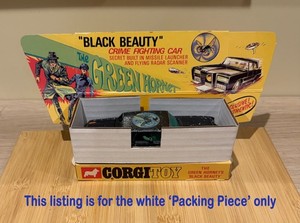 "BLACK BEAUTY"
CRIME FIGHTING CAR
SECRET BUILT IN MISSILE LAUNCHER
AND FLYING RADAR SCANNER
THE
GREEN HORNET
CORGI TOY
THE
GREEN HORNET'S
BLACK BEAUTY
This listing is for the white ‘Packing Piece’ only